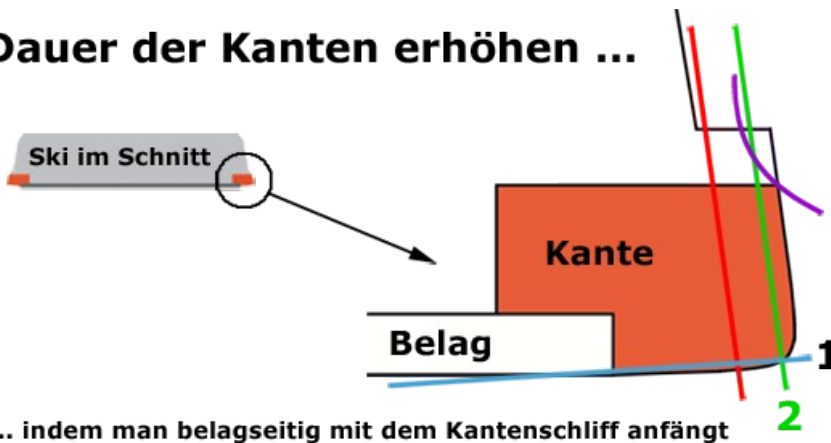 Dauer der Kanten erhöhen ...
Ski im Schnitt
Kante
Belag
1
2
.. indem man belagseitig mit dem Kantenschliff anfängt